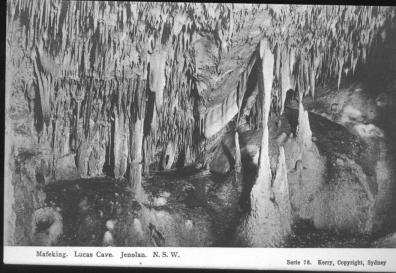 Mafeking. Lucas Cave. Jenolan. N. S. W.
Serie 78. Kerry, Copyright, Sydney